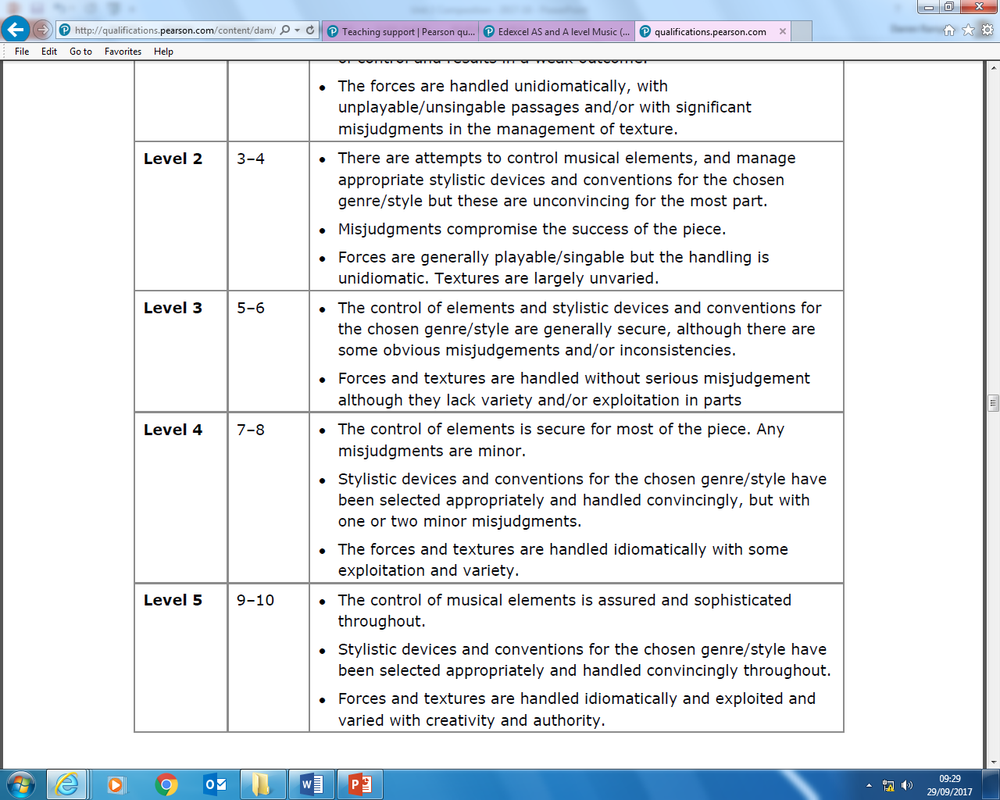 http://qualifications.pearson.com/content/dam/
Teaching support | Pearson qu...
Edexcel AS and A level Music (...
qualifications.pearson.com
File Edit Go to Favorites Help
of control and results in a weak outcome.
• The forces are handled unidiomatically, with
unplayable/unsingable passages and/or with significant
misjudgments in the management of texture.
Level 2 3–4 • There are attempts to control musical elements, and manage
appropriate stylistic devices and conventions for the chosen
genre/style but these are unconvincing for the most part.
• Misjudgments compromise the success of the piece.
• Forces are generally playable/singable but the handling is
unidiomatic. Textures are largely unvaried.
Level 3 5–6 • The control of elements and stylistic devices and conventions for
the chosen genre/style are generally secure, although there are
some obvious misjudgements and/or inconsistencies.
• Forces and textures are handled without serious misjudgement
although they lack variety and/or exploitation in parts
Level 4 7–8 • The control of elements is secure for most of the piece. Any
misjudgments are minor.
• Stylistic devices and conventions for the chosen genre/style have
been selected appropriately and handled convincingly, but with
one or two minor misjudgments.
• The forces and textures are handled idiomatically with some
exploitation and variety.
Level 5 9–10 • The control of musical elements is assured and sophisticated
throughout.
• Stylistic devices and conventions for the chosen genre/style have
been selected appropriately and handled convincingly throughout.
• Forces and textures are handled idiomatically and exploited and
varied with creativity and authority.
09:29
29/09/2017